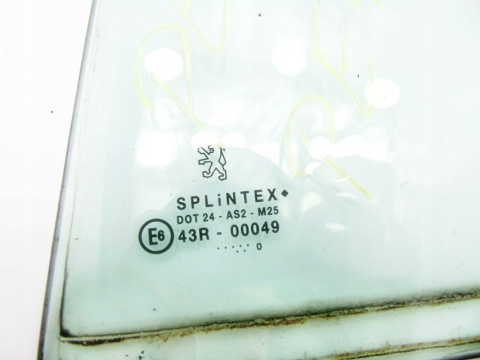 SPLiNTEX
DOT 24 - AS2 - M25
E6 43R - 00049
..... 0